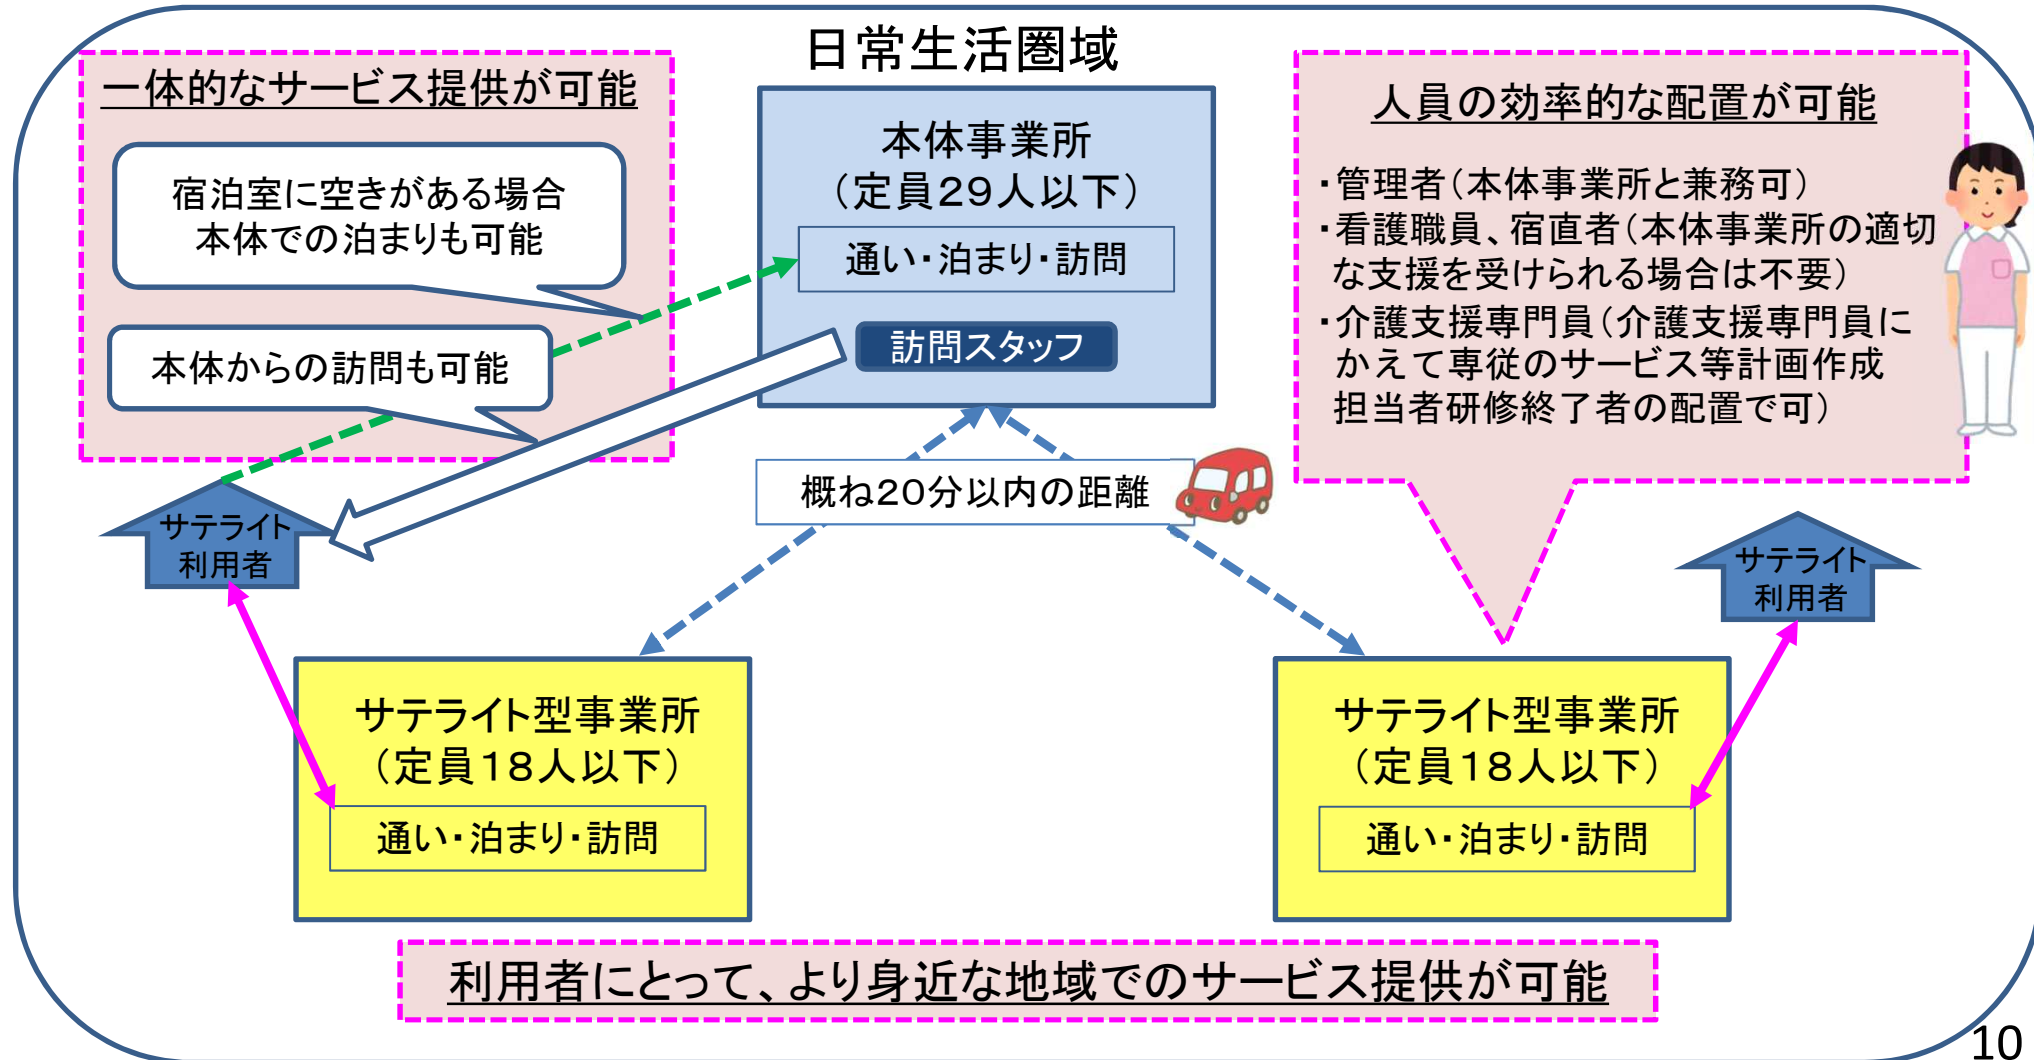 日常生活圏域
一体的なサービス提供が可能
宿泊室に空きがある場合
本体での泊まりも可能
本体からの訪問も可能
本体事業所
（定員29人以下）
通い・泊まり・訪問
訪問スタッフ
人員の効率的な配置が可能
・管理者（本体事業所と兼務可）
・看護職員、宿直者（本体事業所の適切
な支援を受けられる場合は不要）
・介護支援専門員（介護支援専門員に
かえて専従のサービス等計画作成
担当者研修終了者の配置で可）
概ね20分以内の距離
サテライト
利用者
サテライト
利用者
サテライト型事業所
（定員18人以下）
通い・泊まり・訪問
サテライト型事業所
（定員18人以下）
通い・泊まり・訪問
利用者にとって、より身近な地域でのサービス提供が可能
10